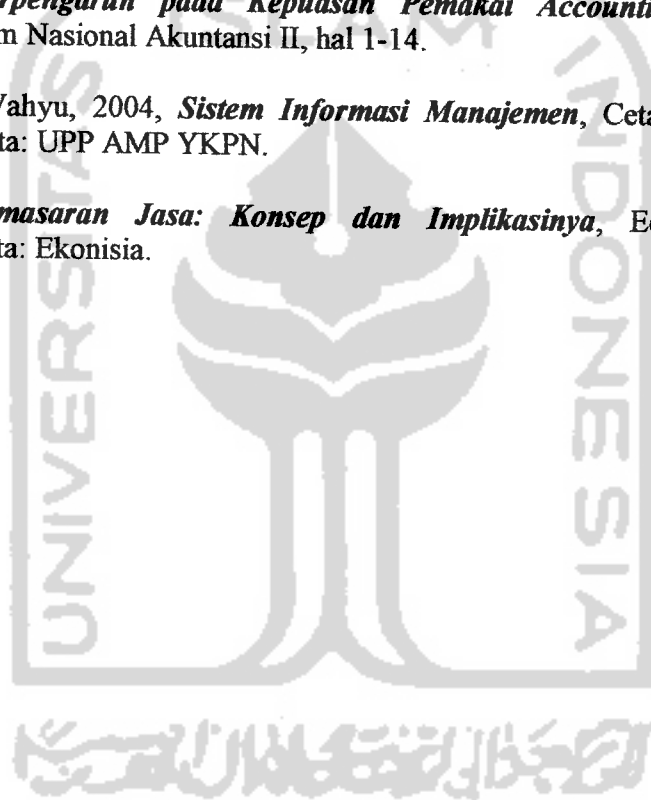 rpengaruh pada Kepuasan Pemakai Accounti
m Nasional Akuntansi II, hal 1-14.
Vahyu, 2004, Sistem Informasi Manajemen, Ceta
ta: UPP AMP YKPN.
masaran Jasa: Konsep dan Implikasinya, E
ta: Ekonisia.
ISLAM
UNIVERSITAS
INDONESIA